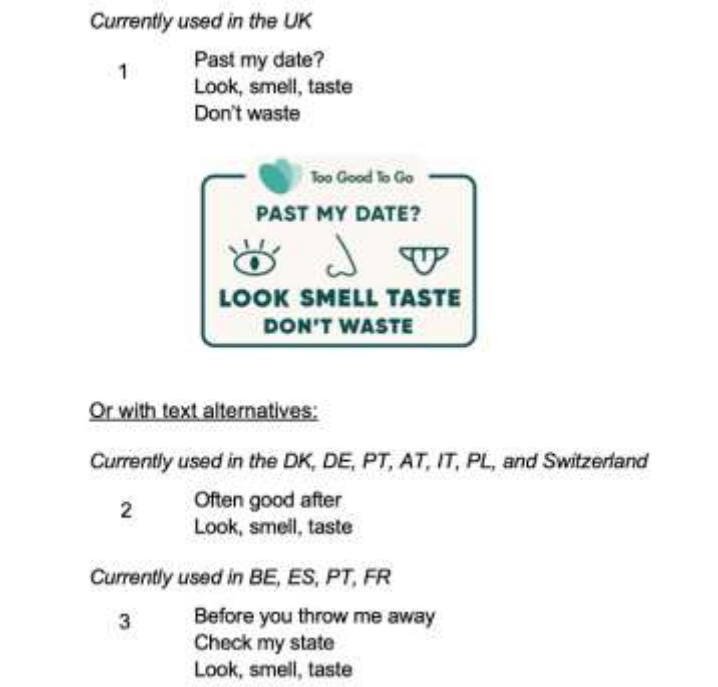 Currently used in the UK
1
Past my date?
Look, smell, taste
Don't waste
Too Good To Go
PAST MY DATE?
LOOK SMELL TASTE
DON'T WASTE
Or with text alternatives:
Currently used in the DK, DE, PT, AT, IT, PL, and Switzerland
2
Often good after
Look, smell, taste
Currently used in BE, ES, PT, FR
3
Before you throw me away
Check my state
Look, smell, taste